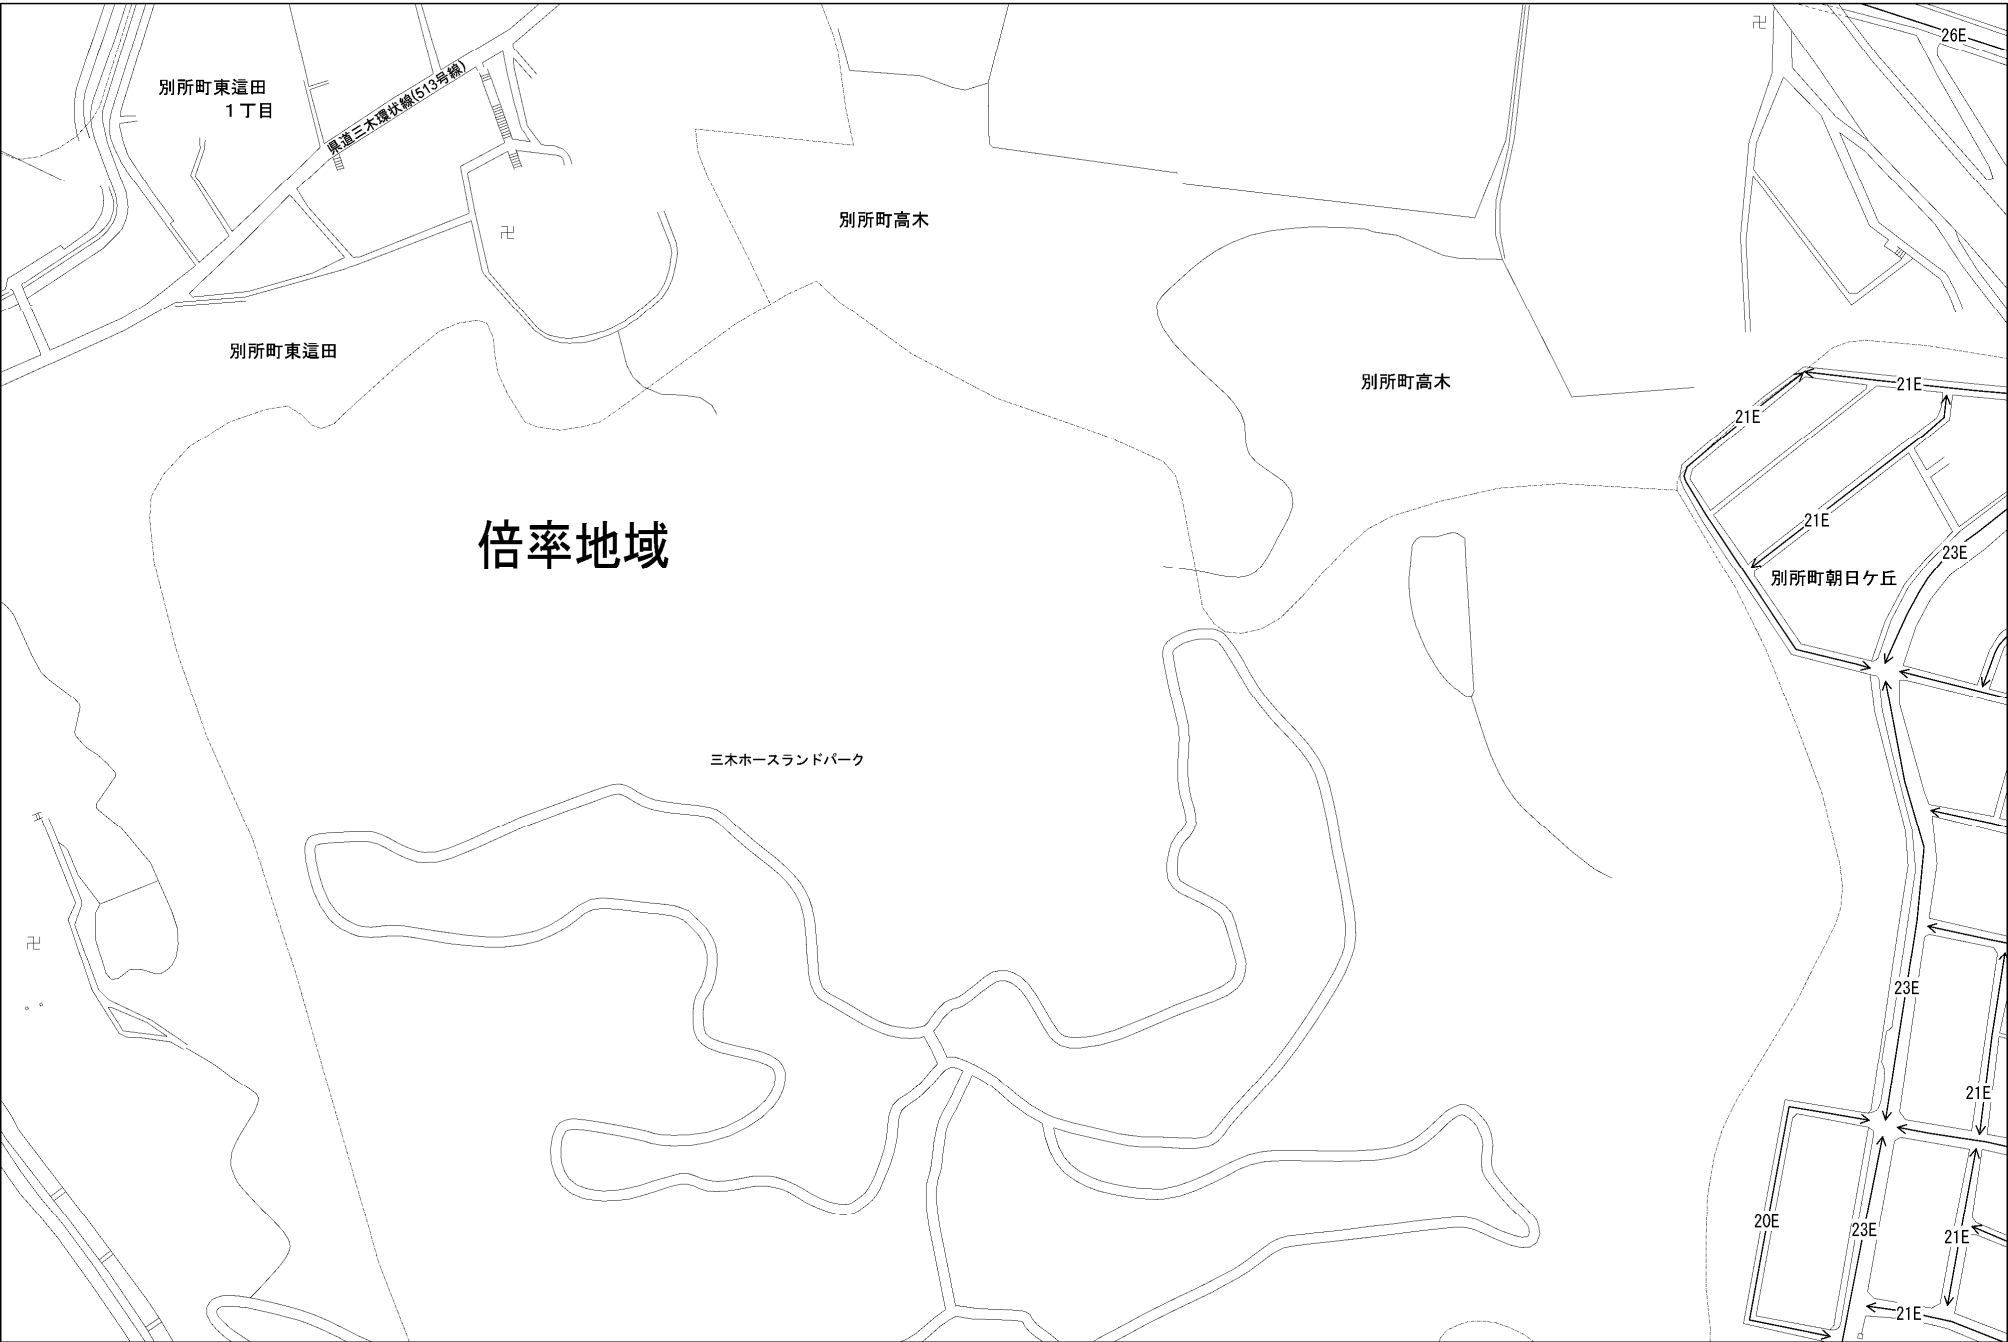 26E
別所町東這田
1丁目
県道三木環状線(513号線)
別所町高木
別所町東這田
別所町高木
21E
21E
21E
23E
倍率地域
別所町朝日ケ丘
三木ホースランドパーク
23E
21E
20E
23E
21E
21E